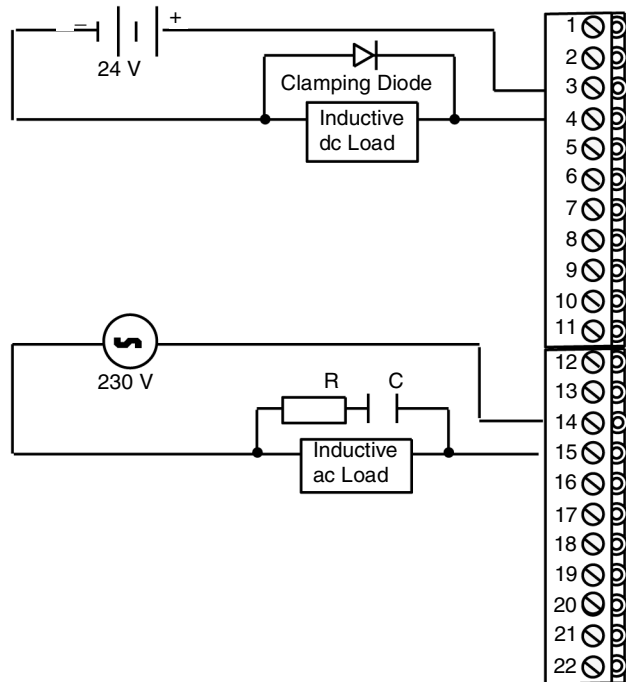 – +
24 V
Clamping Diode
Inductive
dc Load
230 V
R C
Inductive
ac Load
1
2
3
4
5
6
7
8
9
10
11
12
13
14
15
16
17
18
19
20
21
22